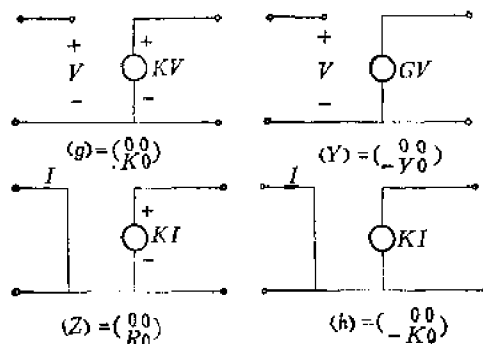 + +
V KV
− −
(g)=(0 0
K 0)
+
V GV
−
(Y)=( 0 0
−Y 0)
I
+
KI
−
(Z)=(0 0
R 0)
I
KI
(h)=( 0 0
−K 0)